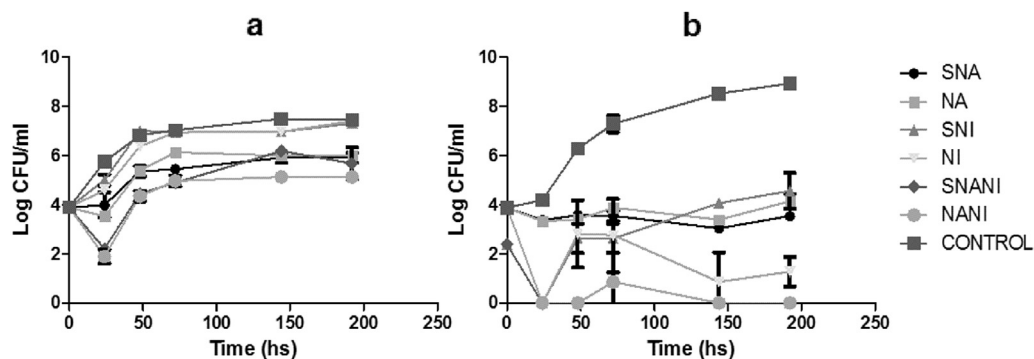 a
b
Log CFU/ml
10
8
6
4
2
0
0 50 100 150 200 250
Time (hs)
Log CFU/ml
10
8
6
4
2
0
0 50 100 150 200 250
Time (hs)
SNA
NA
SNI
NI
SNANI
NANI
CONTROL